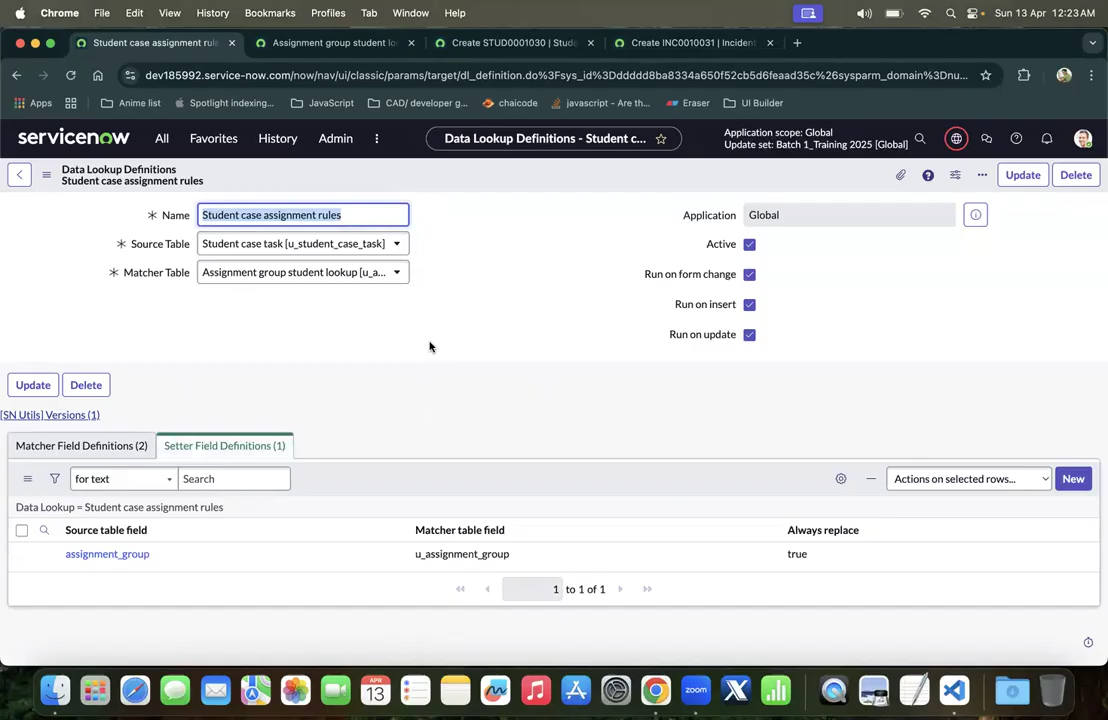 Chrome File Edit View History Bookmarks Profiles Tab Window Help Sun 13 Apr 12:23AM
Student case assignment rule
Assignment group student lo
Create STUD0001030 | Stude
Create INC0010031 | Incident
dev185992.service-now.com/now/nav/ui/classic/params/target/dl_definition.do%3Fsys_id%3Dddddd8ba8334a650f52cb5d6feaad35c%26sysparm_domain%3Dnu...
Apps Anime list Spotlight indexing... JavaScript CAD/ developer g... chaicode javascript - Are th... Eraser UI Builder
servicenow All Favorites History Admin Data Lookup Definitions - Student c...
Application scope: Global
Update set: Batch 1_Training 2025 [Global]
Data Lookup Definitions
Student case assignment rules
Update Delete
Name Student case assignment rules
Application Global
Source Table Student case task [u_student_case_task]
Active
Matcher Table Assignment group student lookup [u_a...
Run on form change
Run on insert
Run on update
Update Delete
[SN Utils] Versions (1)
Matcher Field Definitions (2) Setter Field Definitions (1)
for text Search Actions on selected rows... New
Data Lookup = Student case assignment rules
Source table field Matcher table field Always replace
assignment_group u_assignment_group true
1 to 1 of 1
APR
13
zoom